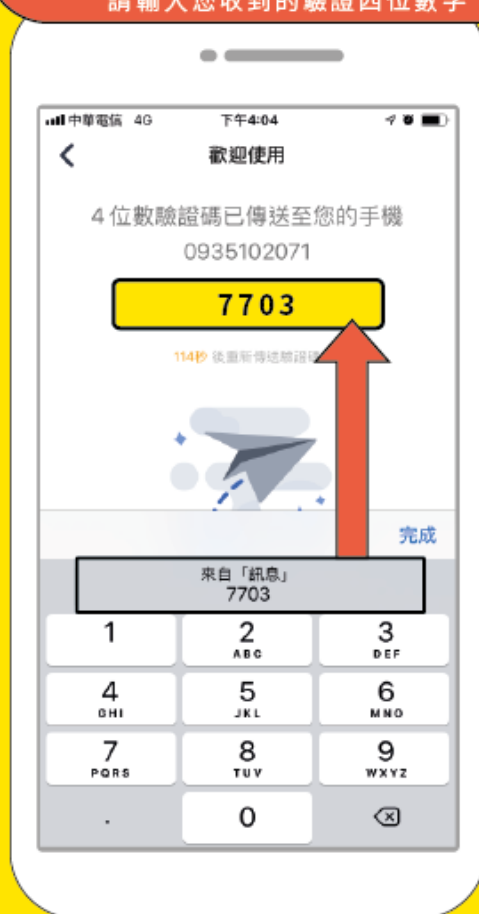 請輸入您收到的驗證四位數字
中華電信 4G 下午4:04
歡迎使用
4 位數驗證碼已傳送至您的手機
0935102071
7703
114秒 後重新傳送驗證
完成
來自「訊息」
7703
1 2 3
ABC DEF
4 5 6
GHI JKL MNO
7 8 9
PQRS TUV WXYZ
. 0